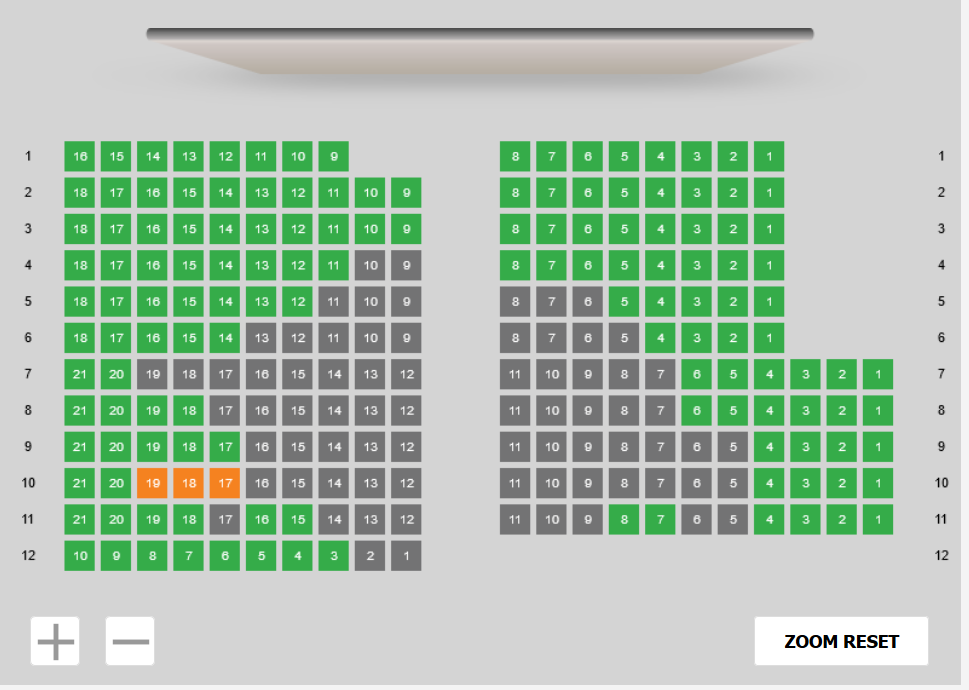 1 16 15 14 13 12 11 10 9 8 7 6 5 4 3 2 1 1
2 18 17 16 15 14 13 12 11 10 9 8 7 6 5 4 3 2 1 2
3 18 17 16 15 14 13 12 11 10 9 8 7 6 5 4 3 2 1 3
4 18 17 16 15 14 13 12 11 10 9 8 7 6 5 4 3 2 1 4
5 18 17 16 15 14 13 12 11 10 9 8 7 6 5 4 3 2 1 5
6 18 17 16 15 14 13 12 11 10 9 8 7 6 5 4 3 2 1 6
7 21 20 19 18 17 16 15 14 13 12 11 10 9 8 7 6 5 4 3 2 1 7
8 21 20 19 18 17 16 15 14 13 12 11 10 9 8 7 6 5 4 3 2 1 8
9 21 20 19 18 17 16 15 14 13 12 11 10 9 8 7 6 5 4 3 2 1 9
10 21 20 19 18 17 16 15 14 13 12 11 10 9 8 7 6 5 4 3 2 1 10
11 21 20 19 18 17 16 15 14 13 12 11 10 9 8 7 6 5 4 3 2 1 11
12 10 9 8 7 6 5 4 3 2 1 12
+ − ZOOM RESET